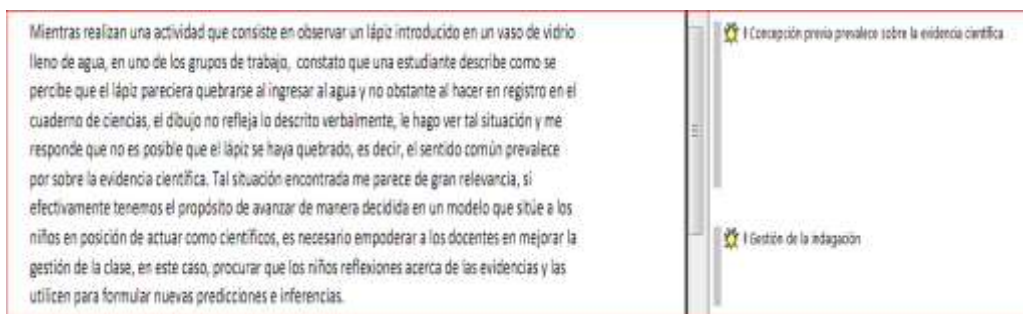 Mientras realizan una actividad que consiste en observar un lápiz introducido en un vaso de vidrio
lleno de agua, en uno de los grupos de trabajo, constato que una estudiante describe como se
percibe que el lápiz pareciera quebrarse al ingresar al agua y no obstante al hacer en registro en el
cuaderno de ciencias, el dibujo no refleja lo descrito verbalmente, le hago ver tal situación y me
responde que no es posible que el lápiz se haya quebrado, es decir, el sentido común prevalece
por sobre la evidencia científica. Tal situación encontrada me parece de gran relevancia, si
efectivamente tenemos el propósito de avanzar de manera decidida en un modelo que sitúe a los
niños en posición de actuar como científicos, es necesario empoderar a los docentes en mejorar la
gestión de la clase, en este caso, procurar que los niños reflexiones acerca de las evidencias y las
utilicen para formular nuevas predicciones e inferencias.
Concepción previa prevalece sobre la evidencia científica
Gestión de la indagación